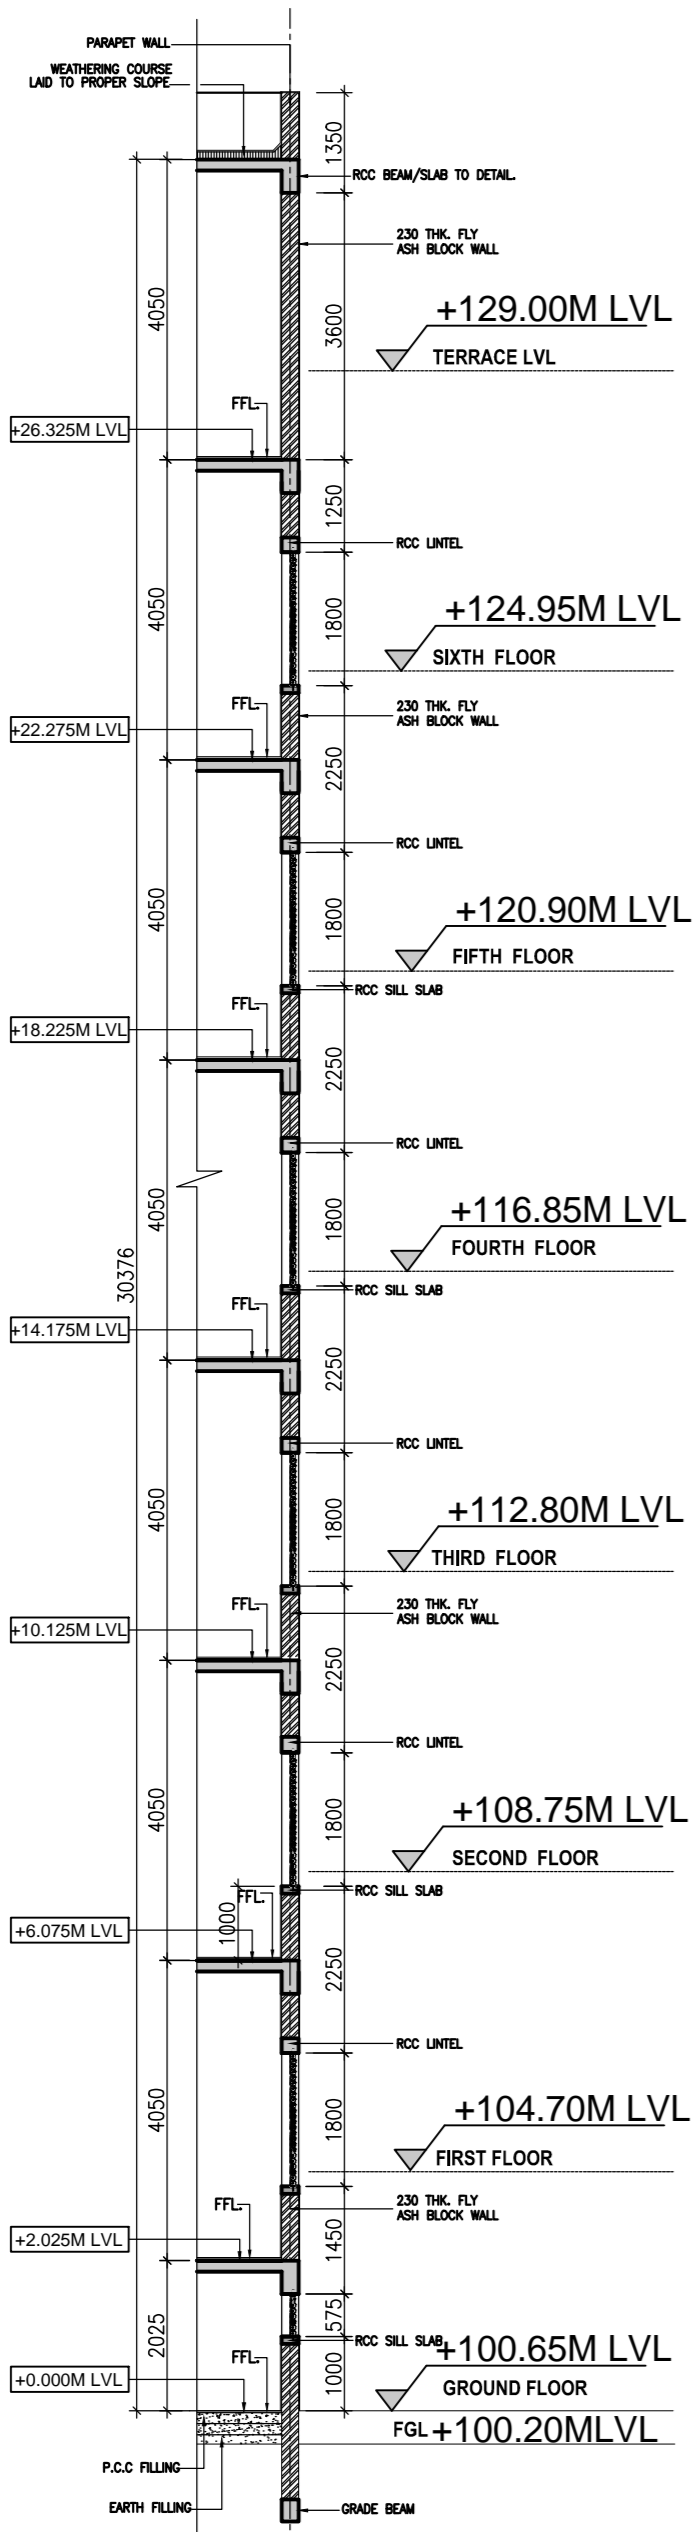 PARAPET WALL
WEATHERING COURSE
LAID TO PROPER SLOPE
1350
RCC BEAM/SLAB TO DETAIL.
230 THK. FLY
ASH BLOCK WALL
4050
3600
+129.00M LVL
TERRACE LVL
FFL.
+26.325M LVL
1250
RCC LINTEL
4050
1800
+124.95M LVL
SIXTH FLOOR
FFL.
230 THK. FLY
ASH BLOCK WALL
+22.275M LVL
2250
RCC LINTEL
4050
1800
+120.90M LVL
FIFTH FLOOR
RCC SILL SLAB
FFL.
+18.225M LVL
2250
RCC LINTEL
4050
1800
+116.85M LVL
FOURTH FLOOR
30376
RCC SILL SLAB
FFL.
+14.175M LVL
2250
RCC LINTEL
4050
1800
+112.80M LVL
THIRD FLOOR
FFL.
230 THK. FLY
ASH BLOCK WALL
+10.125M LVL
2250
RCC LINTEL
4050
1800
+108.75M LVL
SECOND FLOOR
RCC SILL SLAB
FFL.
1000
+6.075M LVL
2250
RCC LINTEL
4050
1800
+104.70M LVL
FIRST FLOOR
FFL.
230 THK. FLY
ASH BLOCK WALL
+2.025M LVL
1450
2025
575
RCC SILL SLAB
+100.65M LVL
FFL.
1000
+0.000M LVL
GROUND FLOOR
FGL +100.20MLVL
P.C.C FILLING
EARTH FILLING
GRADE BEAM